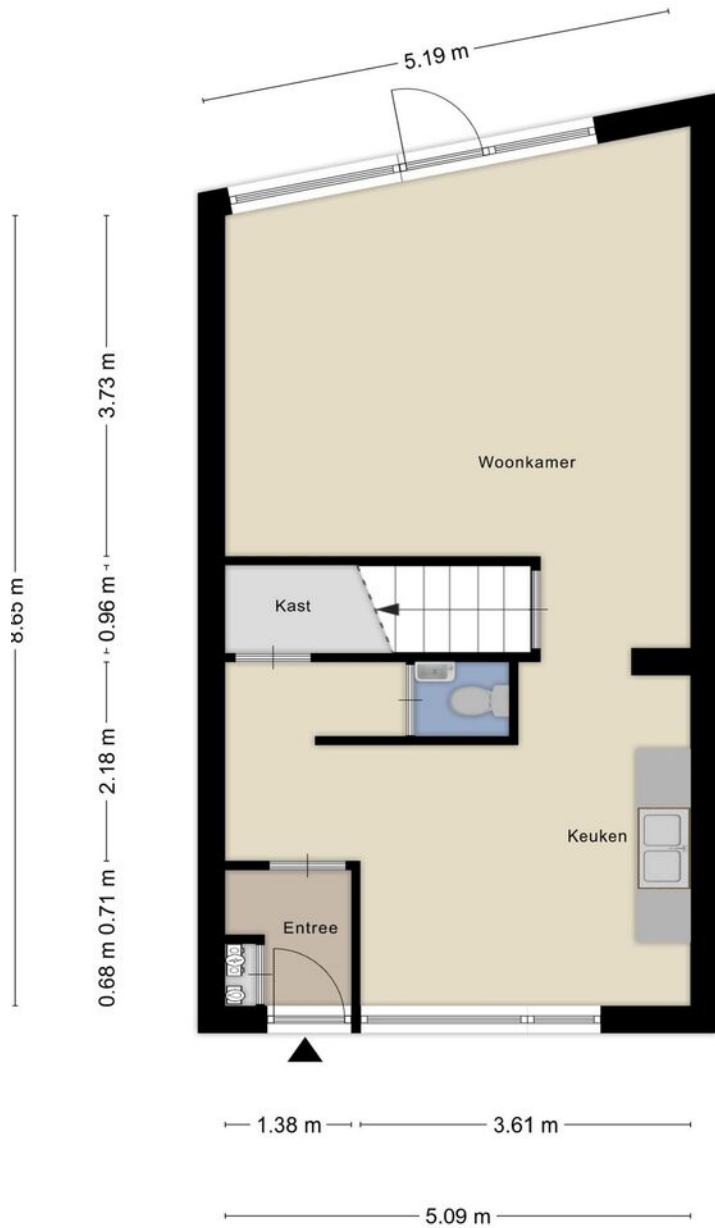 5.19 m
3.73 m
Woonkamer
8.65 m
0.96 m
Kast
2.18 m
Keuken
0.71 m
Entree
0.68 m
1.38 m
3.61 m
5.09 m